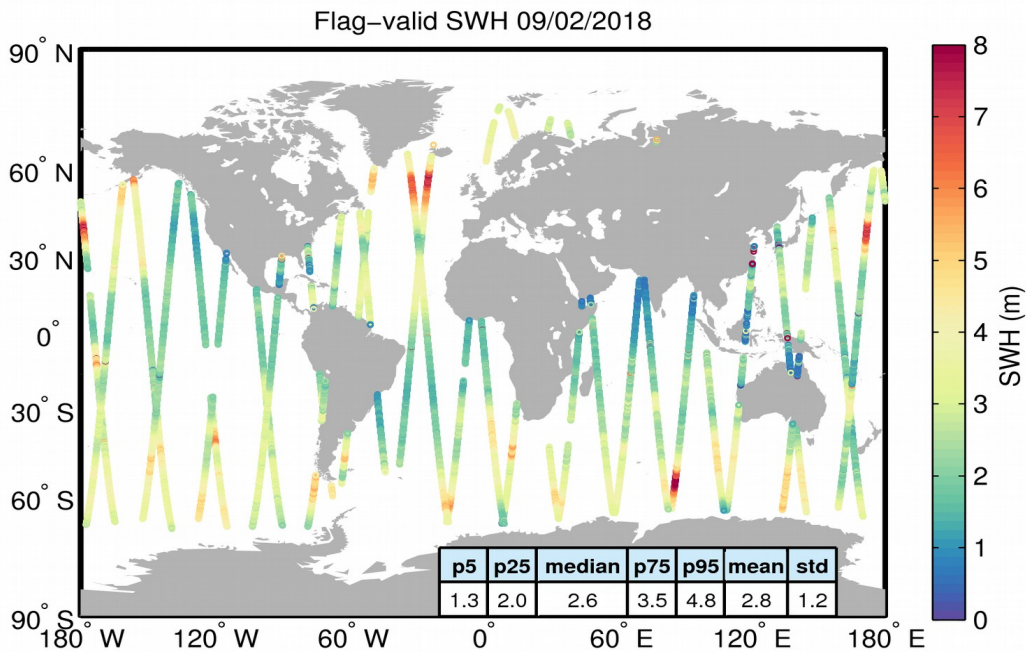 Flag−valid SWH 09/02/2018
90° N
60° N
30° N
0°
30° S
60° S
90° S
180° W
120° W
60° W
0°
60° E
120° E
180° E
p5 p25 median p75 p95 mean std
1.3 2.0 2.6 3.5 4.8 2.8 1.2
8
7
6
5
4
3
2
1
0
SWH (m)